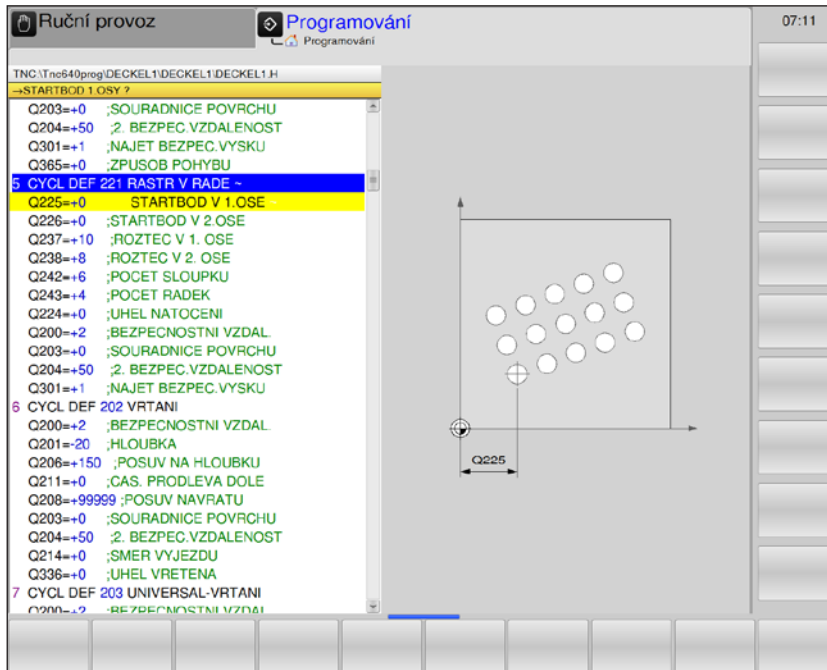 Ruční provoz
Programování
Programování
07:11
TNC:\Tnc640prog\DECKEL1\DECKEL1\DECKEL1.H
→STARTBOD 1.OSY ?
Q203=+0 ;SOURADNICE POVRCHU
Q204=+50 ;2. BEZPEC.VZDALENOST
Q301=+1 ;NAJET BEZPEC.VYSKU
Q365=+0 ;ZPUSOB POHYBU
5 CYCL DEF 221 RASTR V RADE ~
Q225=+0 STARTBOD V 1.OSE ~
Q226=+0 ;STARTBOD V 2.OSE
Q237=+10 ;ROZTEC V 1. OSE
Q238=+8 ;ROZTEC V 2. OSE
Q242=+6 ;POCET SLOUPKU
Q243=+4 ;POCET RADEK
Q224=+0 ;UHEL NATOCENI
Q200=+2 ;BEZPECNOSTNI VZDAL.
Q203=+0 ;SOURADNICE POVRCHU
Q204=+50 ;2. BEZPEC.VZDALENOST
Q301=+1 ;NAJET BEZPEC.VYSKU
6 CYCL DEF 202 VRTANI
Q200=+2 ;BEZPECNOSTNI VZDAL.
Q201=-20 ;HLOUBKA
Q206=+150 ;POSUV NA HLOUBKU
Q211=+0 ;CAS. PRODLEVA DOLE
Q208=+99999 ;POSUV NAVRATU
Q203=+0 ;SOURADNICE POVRCHU
Q204=+50 ;2. BEZPEC.VZDALENOST
Q214=+0 ;SMER VYJEZDU
Q336=+0 ;UHEL VRETENA
7 CYCL DEF 203 UNIVERSAL-VRTANI
Q200=+2 ;BEZPECNOSTNI VZDAL.
Q225